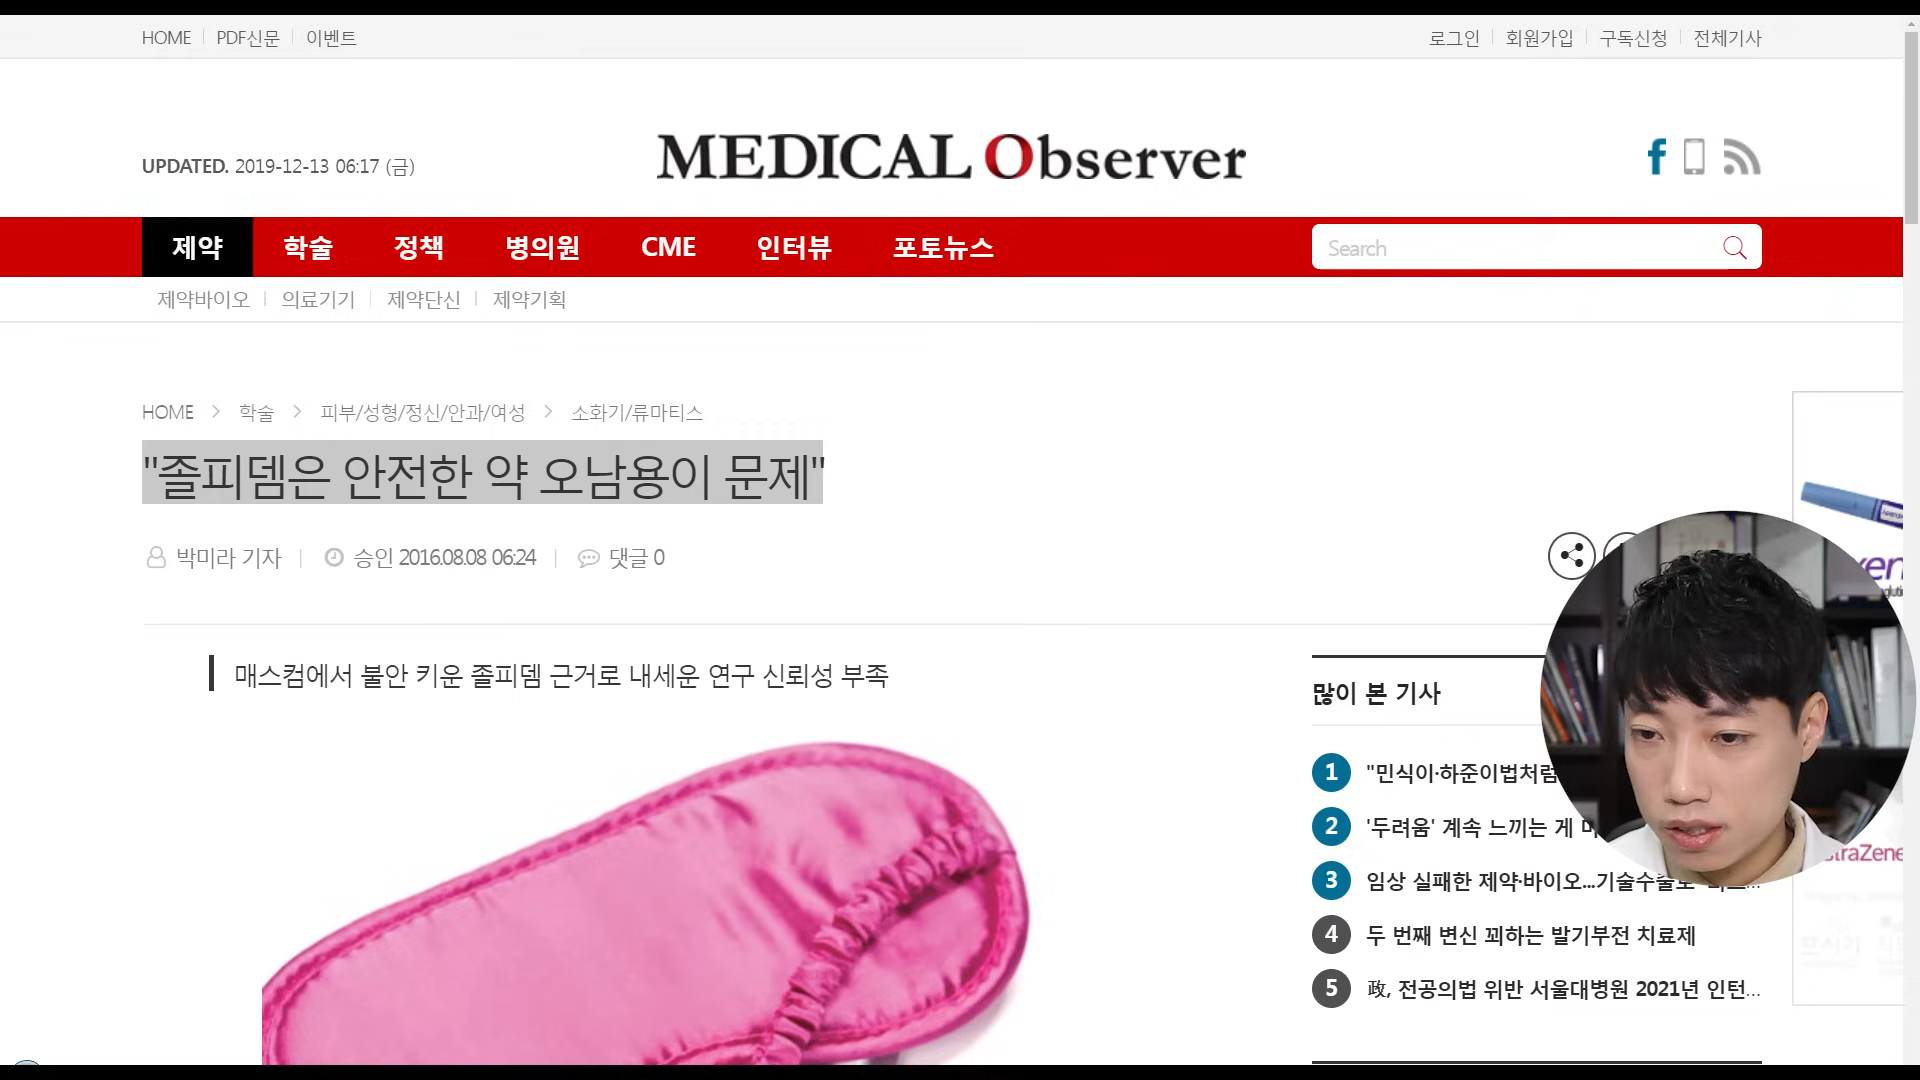 HOME PDF신문 이벤트
로그인 회원가입 구독신청 전체기사
UPDATED. 2019-12-13 06:17 (금)
MEDICAL Observer
제약 학술 정책 병의원 CME 인터뷰 포토뉴스
Search
제약바이오 의료기기 제약단신 제약기획
HOME 학술 피부/성형/정신/안과/여성 소화기/류마티스
"졸피뎀은 안전한 약 오남용이 문제"
박미라 기자 승인 2016.08.08 06:24 댓글 0
매스컴에서 불안 키운 졸피뎀 근거로 내세운 연구 신뢰성 부족
많이 본 기사
1 "민식이·하준이법처럼
2 '두려움' 계속 느끼는 게
3 임상 실패한 제약·바이오...기술수출로
4 두 번째 변신 꾀하는 발기부전 치료제
5 政, 전공의법 위반 서울대병원 2021년 인턴...